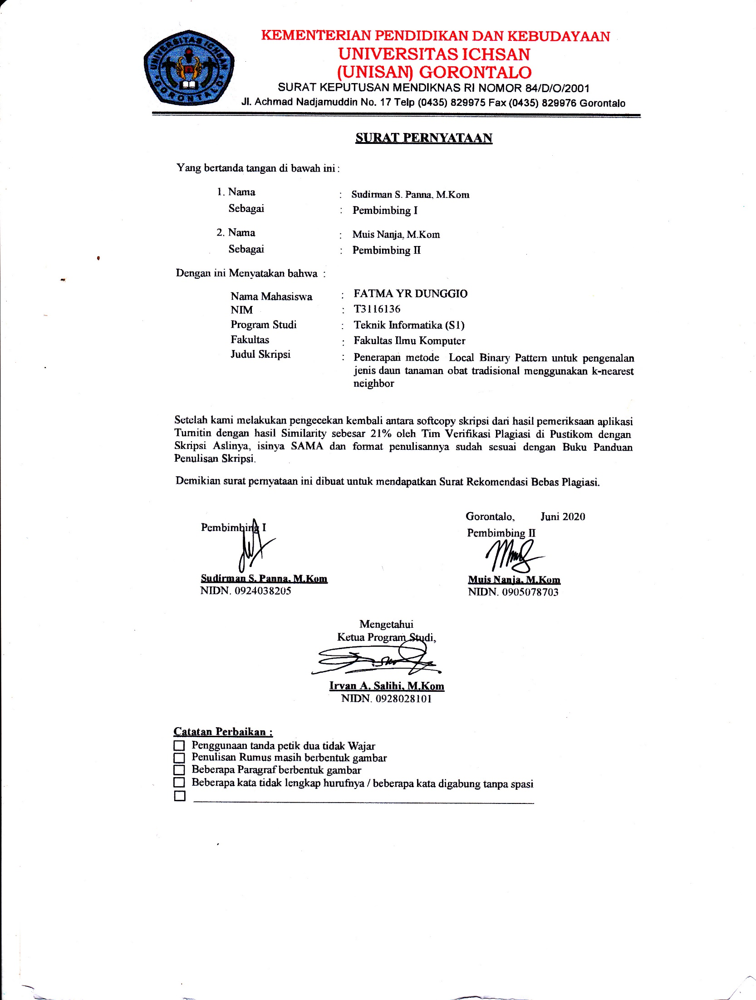 UNIVERSITAS ICHSAN
GORONTALO
KEMENTERIAN PENDIDIKAN DAN KEBUDAYAAN
UNIVERSITAS ICHSAN
(UNISAN) GORONTALO
SURAT KEPUTUSAN MENDIKNAS RI NOMOR 84/D/O/2001
Jl. Achmad Nadjamuddin No. 17 Telp (0435) 829975 Fax (0435) 829976 Gorontalo
SURAT PERNYATAAN
Yang bertanda tangan di bawah ini :
1. Nama : Sudirman S. Panna, M.Kom
Sebagai : Pembimbing I
2. Nama : Muis Nanja, M.Kom
Sebagai : Pembimbing II
Dengan ini Menyatakan bahwa :
Nama Mahasiswa : FATMA YR DUNGGIO
NIM : T3116136
Program Studi : Teknik Informatika (S1)
Fakultas : Fakultas Ilmu Komputer
Judul Skripsi : Penerapan metode Local Binary Pattern untuk pengenalan
jenis daun tanaman obat tradisional menggunakan k-nearest
neighbor
Setelah kami melakukan pengecekan kembali antara softcopy skripsi dari hasil pemeriksaan aplikasi
Turnitin dengan hasil Similarity sebesar 21% oleh Tim Verifikasi Plagiasi di Pustikom dengan
Skripsi Aslinya, isinya SAMA dan format penulisannya sudah sesuai dengan Buku Panduan
Penulisan Skripsi.
Demikian surat pernyataan ini dibuat untuk mendapatkan Surat Rekomendasi Bebas Plagiasi.
Gorontalo, Juni 2020
Pembimbing I
Pembimbing II
Sudirman S. Panna, M.Kom
NIDN. 0924038205
Muis Nanja, M.Kom
NIDN. 0905078703
Mengetahui
Ketua Program Studi,
Irvan A. Salihi, M.Kom
NIDN. 0928028101
Catatan Perbaikan :
Penggunaan tanda petik dua tidak Wajar
Penulisan Rumus masih berbentuk gambar
Beberapa Paragraf berbentuk gambar
Beberapa kata tidak lengkap hurufnya / beberapa kata digabung tanpa spasi